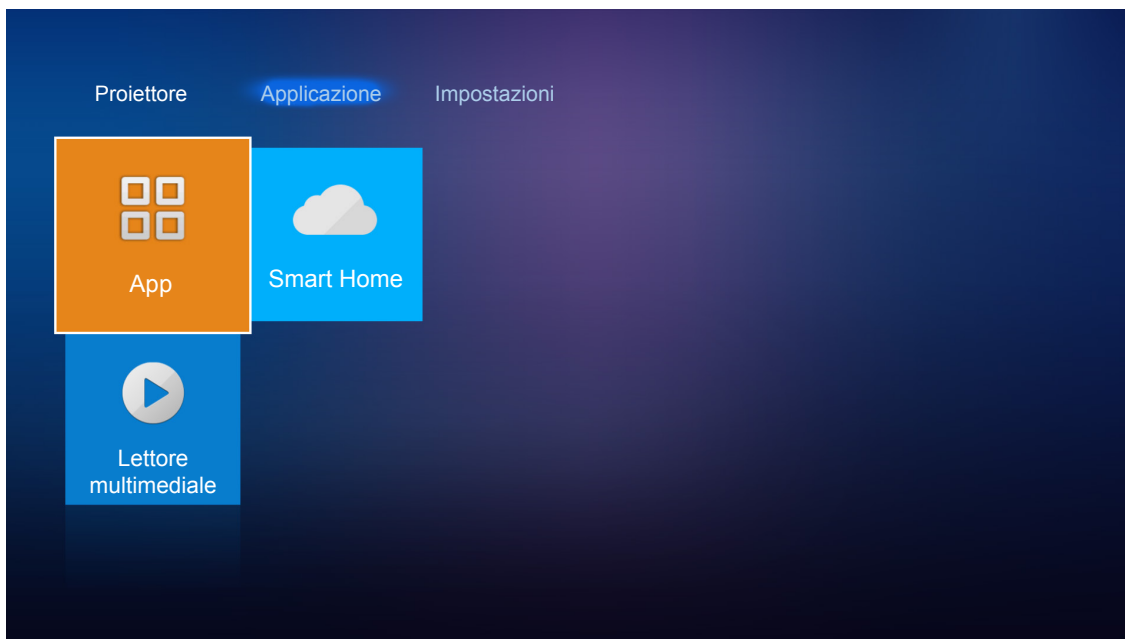 Proiettore
Applicazione
Impostazioni
App
Smart Home
Lettore
multimediale